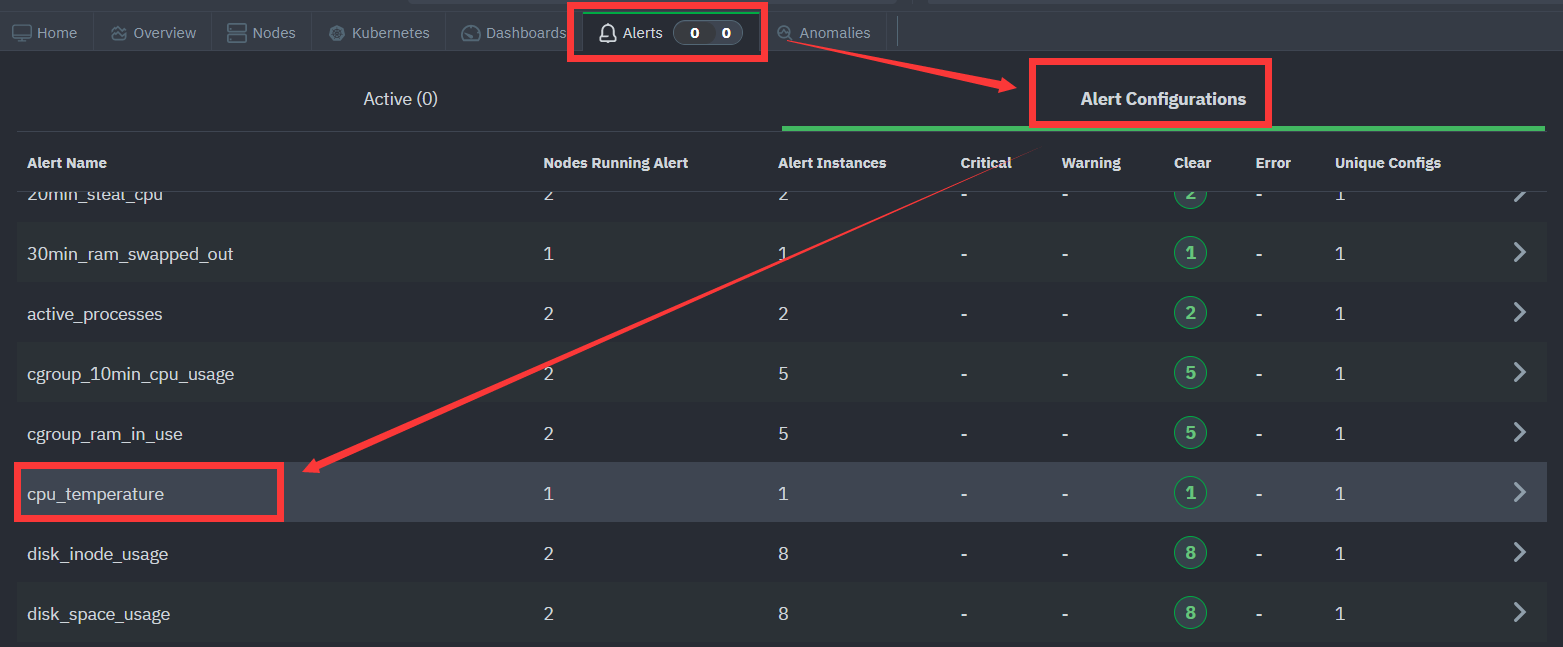 Home Overview Nodes Kubernetes Dashboards Alerts 0 0 Anomalies
Active (0) Alert Configurations
Alert Name Nodes Running Alert Alert Instances Critical Warning Clear Error Unique Configs
20min_steal_cpu 2 2 - - 2 - 1
30min_ram_swapped_out 1 1 - - 1 - 1
active_processes 2 2 - - 2 - 1
cgroup_10min_cpu_usage 2 5 - - 5 - 1
cgroup_ram_in_use 2 5 - - 5 - 1
cpu_temperature 1 1 - - 1 - 1
disk_inode_usage 2 8 - - 8 - 1
disk_space_usage 2 8 - - 8 - 1